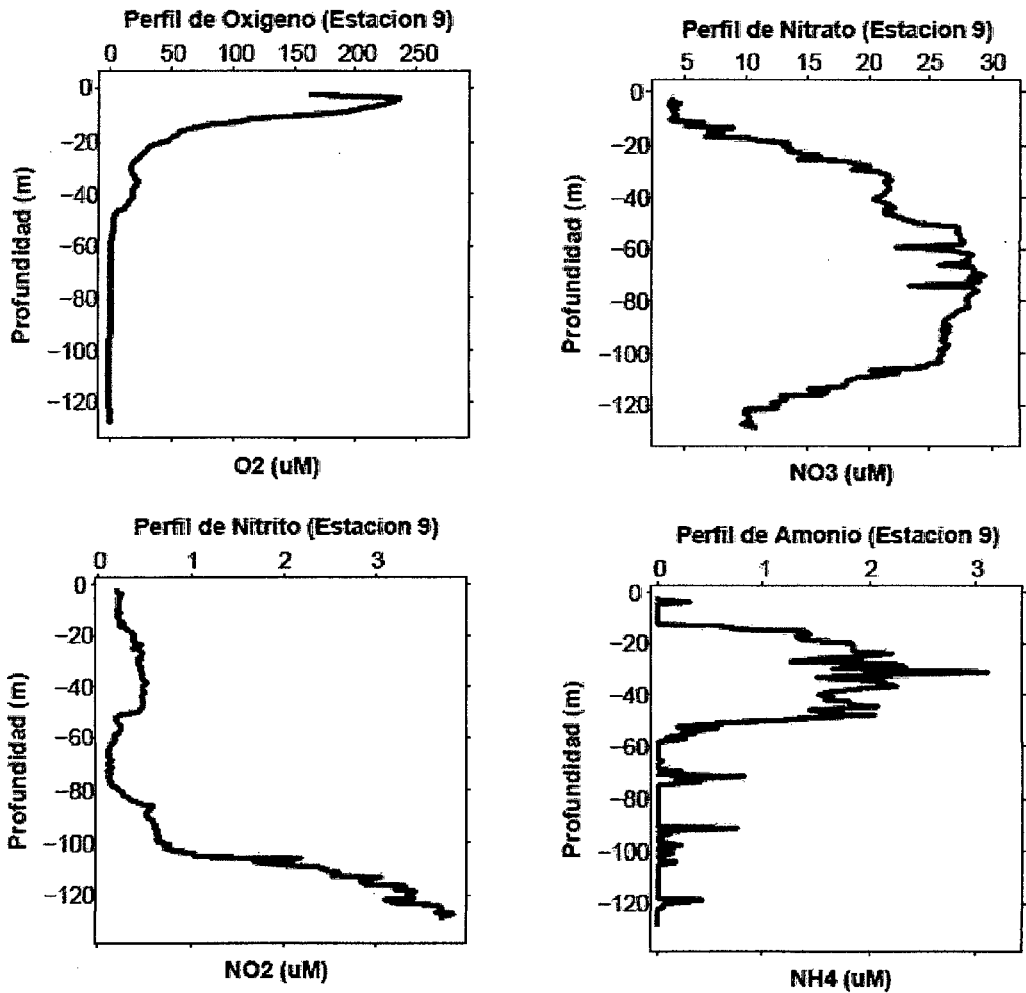 Perfil de Oxigeno (Estacion 9)
0 50 100 150 200 250
0
−20
−40
−60
−80
−100
−120
Profundidad (m)
O2 (uM)
Perfil de Nitrato (Estacion 9)
5 10 15 20 25 30
0
−20
−40
−60
−80
−100
−120
Profundidad (m)
NO3 (uM)
Perfil de Nitrito (Estacion 9)
0 1 2 3
0
−20
−40
−60
−80
−100
−120
Profundidad (m)
NO2 (uM)
Perfil de Amonio (Estacion 9)
0 1 2 3
0
−20
−40
−60
−80
−100
−120
Profundidad (m)
NH4 (uM)